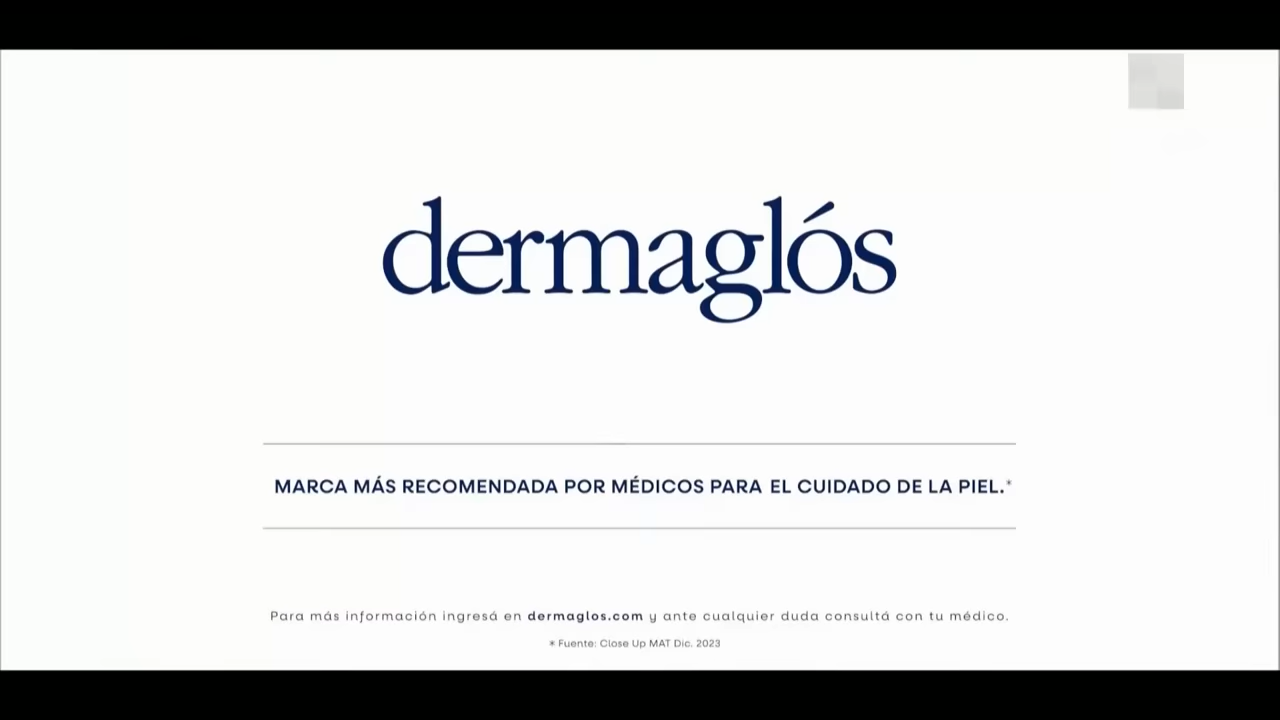 dermaglós
MARCA MÁS RECOMENDADA POR MÉDICOS PARA EL CUIDADO DE LA PIEL.*
Para más información ingresá en dermaglos.com y ante cualquier duda consultá con tu médico.
* Fuente: Close Up MAT Dic. 2023